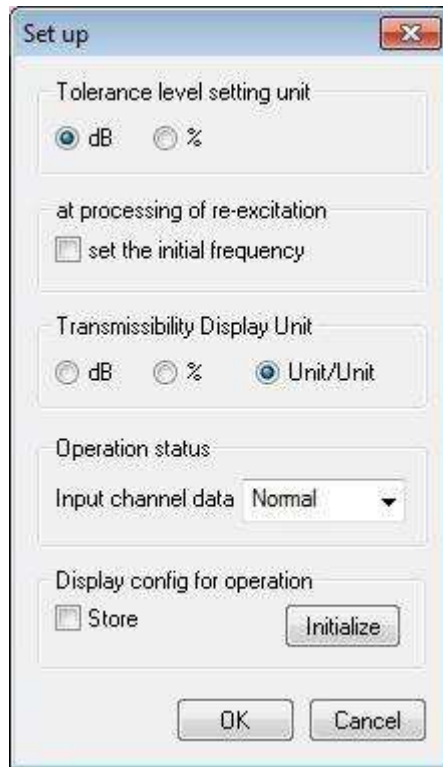 Set up
Tolerance level setting unit
dB %
at processing of re-excitation
set the initial frequency
Transmissibility Display Unit
dB % Unit/Unit
Operation status
Input channel data Normal
Display config for operation
Store Initialize
OK Cancel